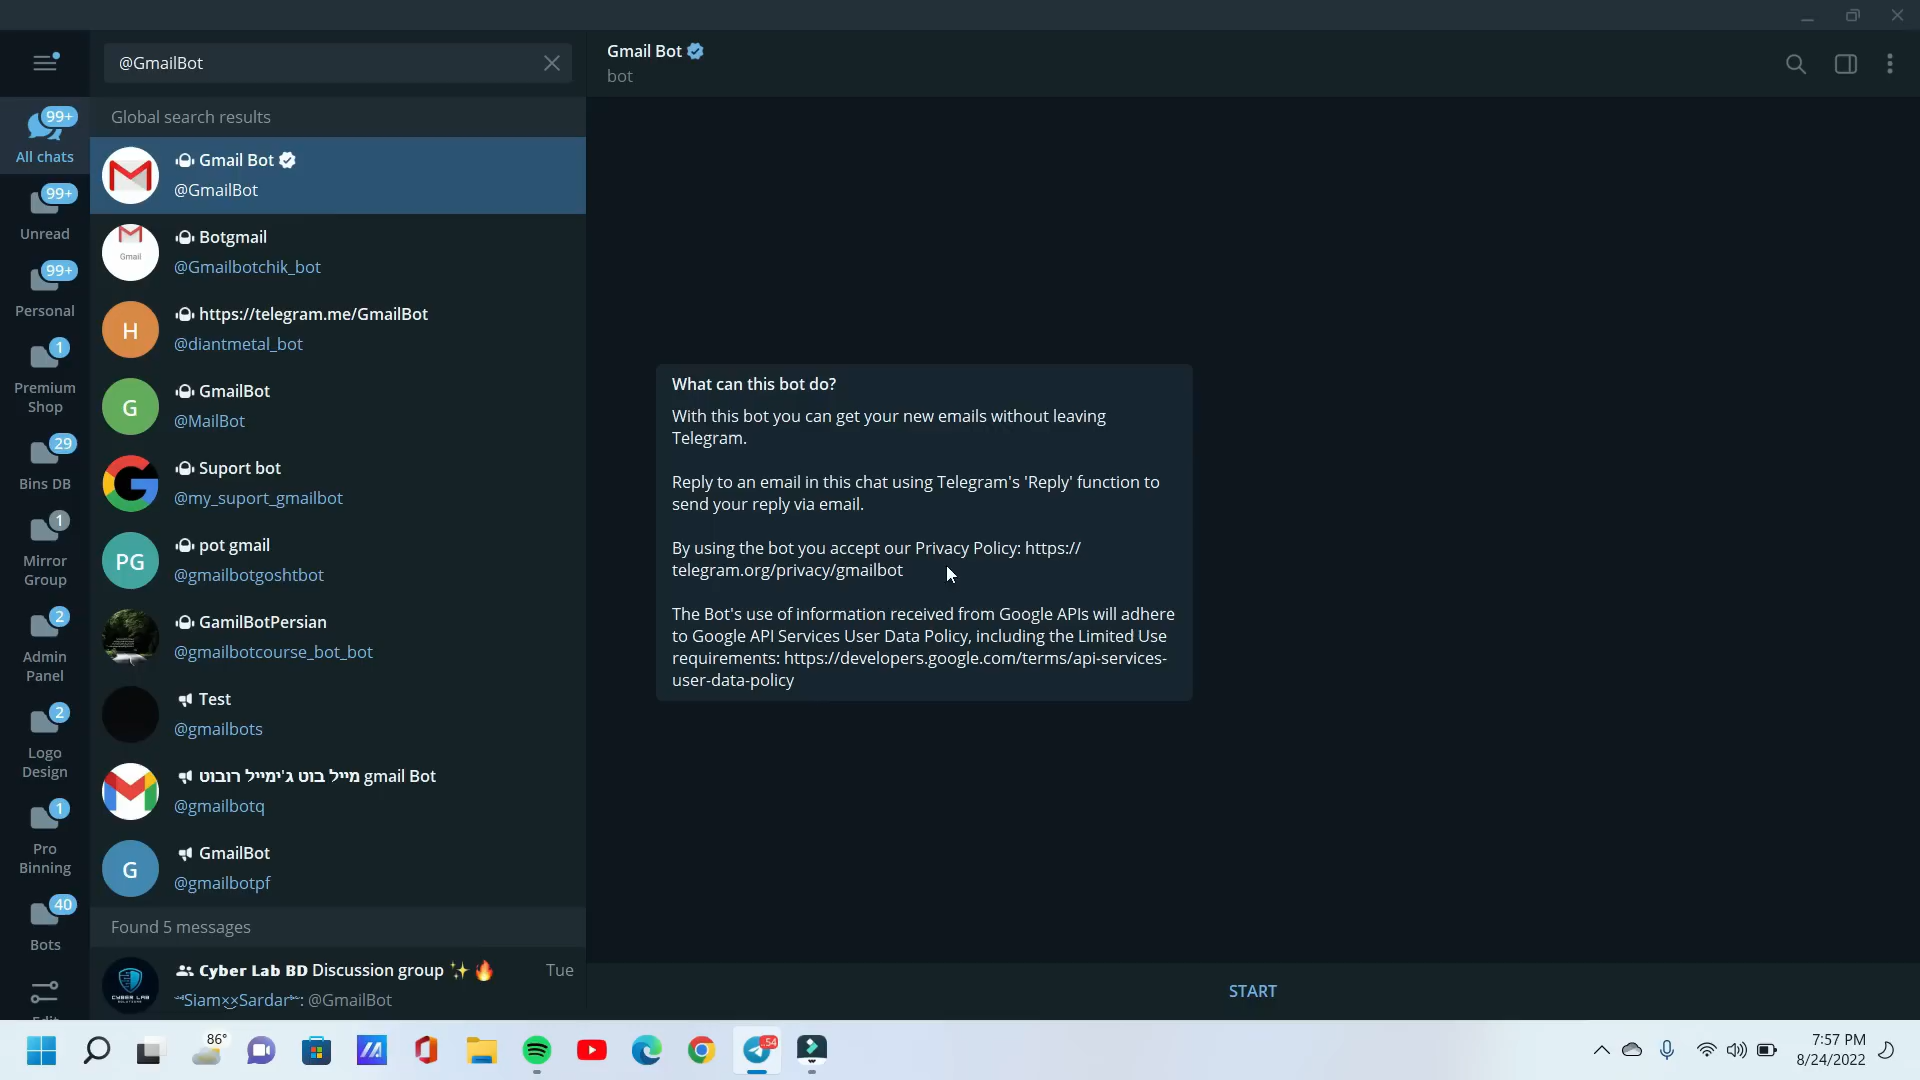 @GmailBot
Gmail Bot
bot
99+
All chats
99+
Unread
99+
Personal
1
Premium
Shop
29
Bins DB
1
Mirror
Group
2
Admin
Panel
2
Logo
Design
1
Pro
Binning
40
Bots
Global search results
Gmail Bot
@GmailBot
Gmail
Botgmail
@Gmailbotchik_bot
H
https://telegram.me/GmailBot
@diantmetal_bot
G
GmailBot
@MailBot
Suport bot
@my_suport_gmailbot
PG
pot gmail
@gmailbotgoshtbot
GamilBotPersian
@gmailbotcourse_bot_bot
Test
@gmailbots
מייל בוט ג'ימייל רובוט gmail Bot
@gmailbotq
G
GmailBot
@gmailbotpf
Found 5 messages
Cyber Lab BD Discussion group ✨🔥 Tue
Siam××Sardar: @GmailBot
CYBER LAB
What can this bot do?
With this bot you can get your new emails without leaving
Telegram.
Reply to an email in this chat using Telegram's 'Reply' function to
send your reply via email.
By using the bot you accept our Privacy Policy: https://
telegram.org/privacy/gmailbot
The Bot's use of information received from Google APIs will adhere
to Google API Services User Data Policy, including the Limited Use
requirements: https://developers.google.com/terms/api-services-
user-data-policy
START
86°
..54
7:57 PM
8/24/2022